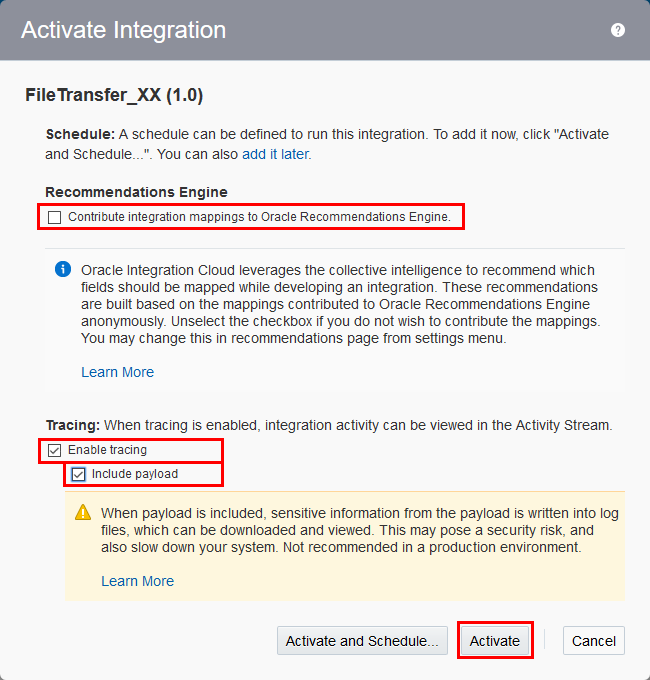 Activate Integration
?
FileTransfer_XX (1.0)
Schedule: A schedule can be defined to run this integration. To add it now, click "Activate
and Schedule...". You can also add it later.
Recommendations Engine
Contribute integration mappings to Oracle Recommendations Engine.
Oracle Integration Cloud leverages the collective intelligence to recommend which
fields should be mapped while developing an integration. These recommendations
are built based on the mappings contributed to Oracle Recommendations Engine
anonymously. Unselect the checkbox if you do not wish to contribute the mappings.
You may change this in recommendations page from settings menu.
Learn More
Tracing: When tracing is enabled, integration activity can be viewed in the Activity Stream.
Enable tracing
Include payload
When payload is included, sensitive information from the payload is written into log
files, which can be downloaded and viewed. This may pose a security risk, and
also slow down your system. Not recommended in a production environment.
Learn More
Activate and Schedule... Activate Cancel